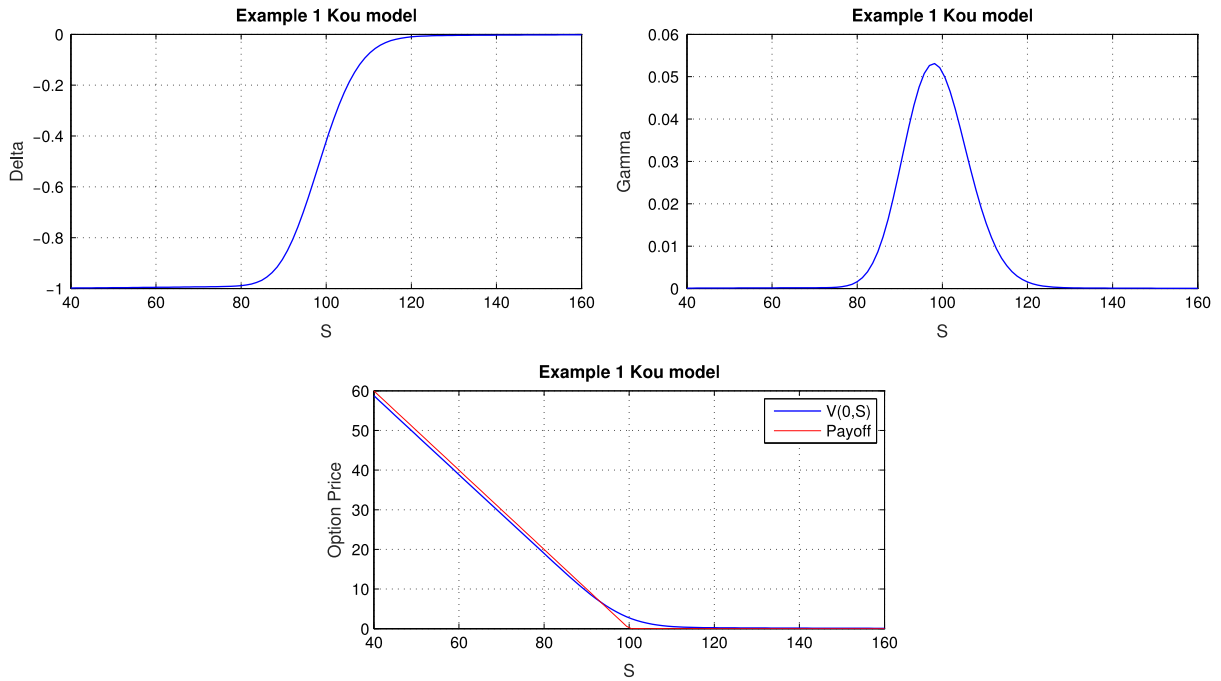 Example 1 Kou model
Delta
0
−0.2
−0.4
−0.6
−0.8
−1
40 60 80 100 120 140 160
S
Example 1 Kou model
Gamma
0.06
0.05
0.04
0.03
0.02
0.01
0
40 60 80 100 120 140 160
S
Example 1 Kou model
Option Price
60
50
40
30
20
10
0
40 60 80 100 120 140 160
S
V(0,S)
Payoff